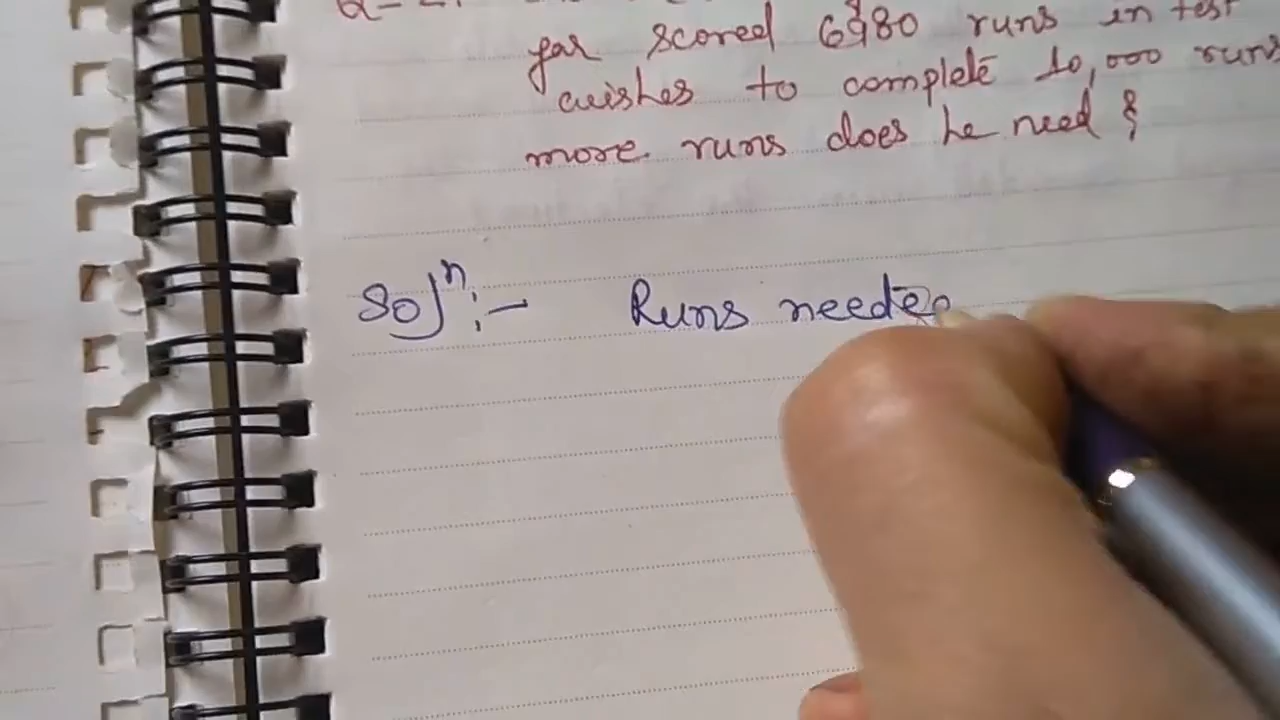 far scored 6980 runs in test
wishes to complete 10,000 runs
more runs does he need ?
Solⁿ:- Runs neede